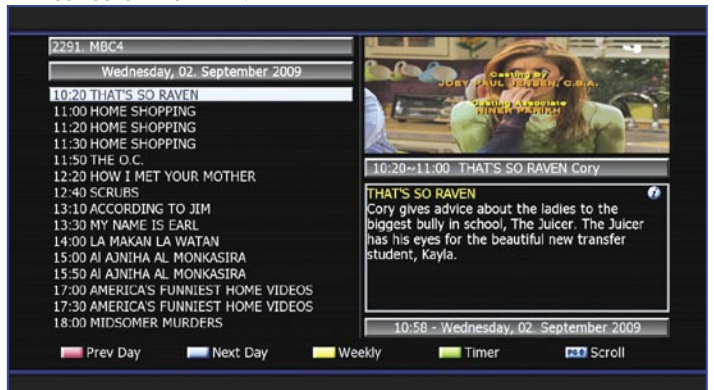 2291. MBC4
Wednesday, 02. September 2009
10:20 THAT'S SO RAVEN
11:00 HOME SHOPPING
11:20 HOME SHOPPING
11:30 HOME SHOPPING
11:50 THE O.C.
12:20 HOW I MET YOUR MOTHER
12:40 SCRUBS
13:10 ACCORDING TO JIM
13:30 MY NAME IS EARL
14:00 LA MAKAN LA WATAN
15:00 Al AJNIHA AL MONKASIRA
15:50 Al AJNIHA AL MONKASIRA
17:00 AMERICA'S FUNNIEST HOME VIDEOS
17:30 AMERICA'S FUNNIEST HOME VIDEOS
18:00 MIDSOMER MURDERS
Casting By
JOEY PAUL JENSEN, C.S.A.
Casting Associate
NINER PARIKH
10:20~11:00 THAT'S SO RAVEN Cory
THAT'S SO RAVEN
Cory gives advice about the ladies to the
biggest bully in school, The Juicer. The Juicer
has his eyes for the beautiful new transfer
student, Kayla.
10:58 - Wednesday, 02. September 2009
Prev Day
Next Day
Weekly
Timer
Scroll